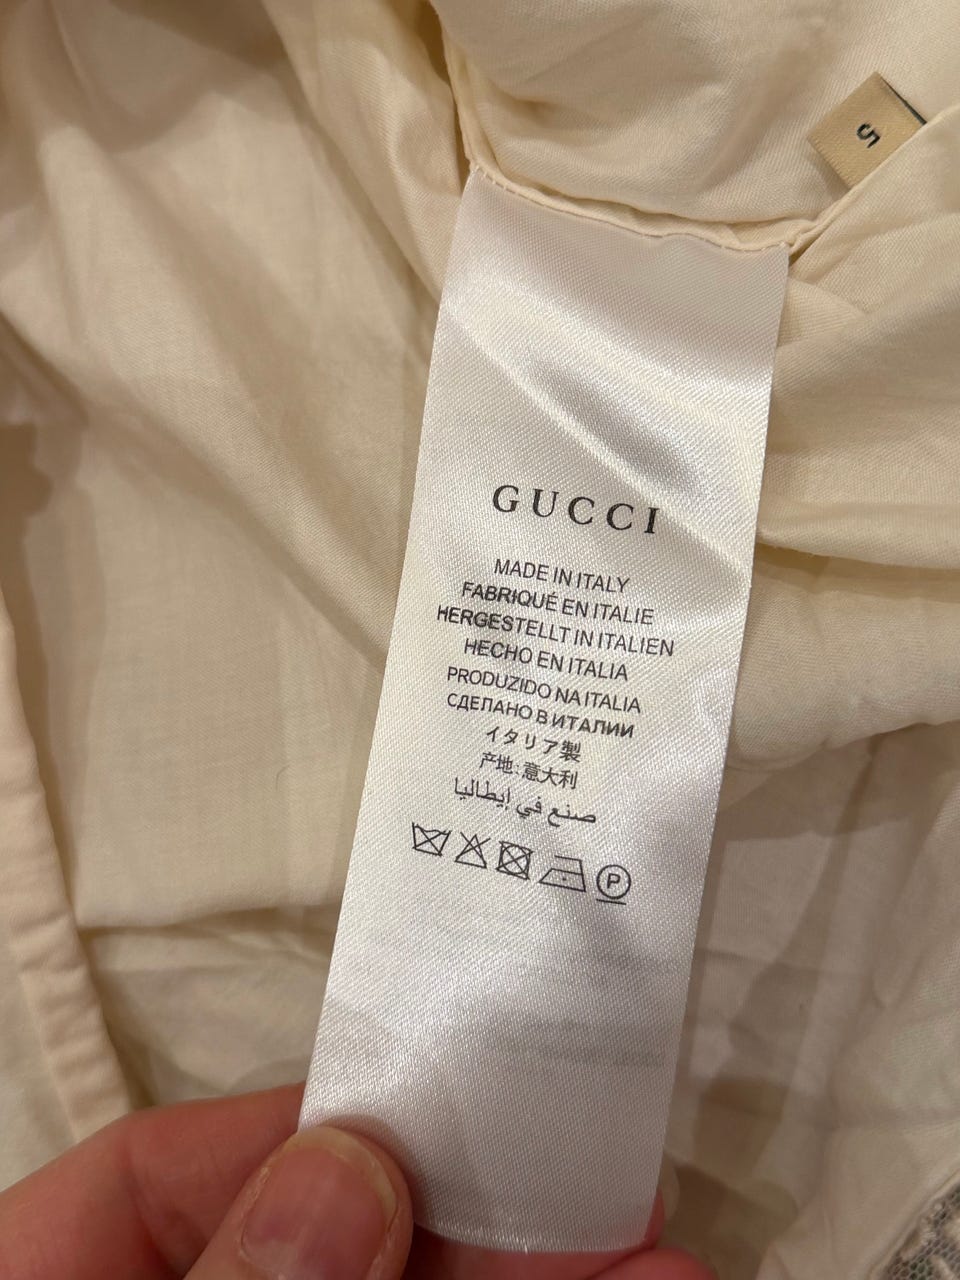 5
GUCCI
MADE IN ITALY
FABRIQUÉ EN ITALIE
HERGESTELLT IN ITALIEN
HECHO EN ITALIA
PRODUZIDO NA ITALIA
СДЕЛАНО В ИТАЛИИ
イタリア製
产地:意大利
صنع في إيطاليا
P